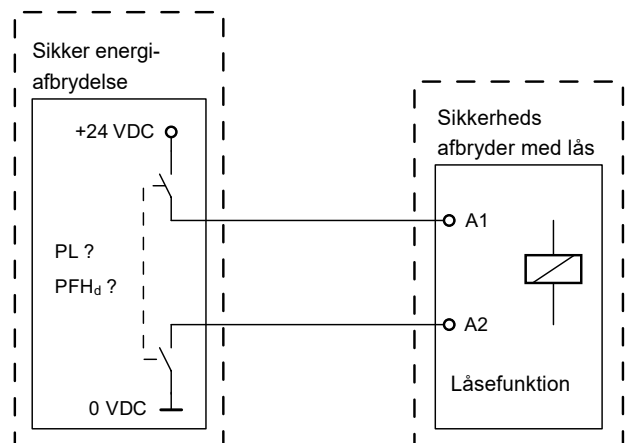 Sikker energi-
afbrydelse
+24 VDC
PL ?
PFHd ?
0 VDC
Sikkerheds
afbryder med lås
A1
A2
Låsefunktion